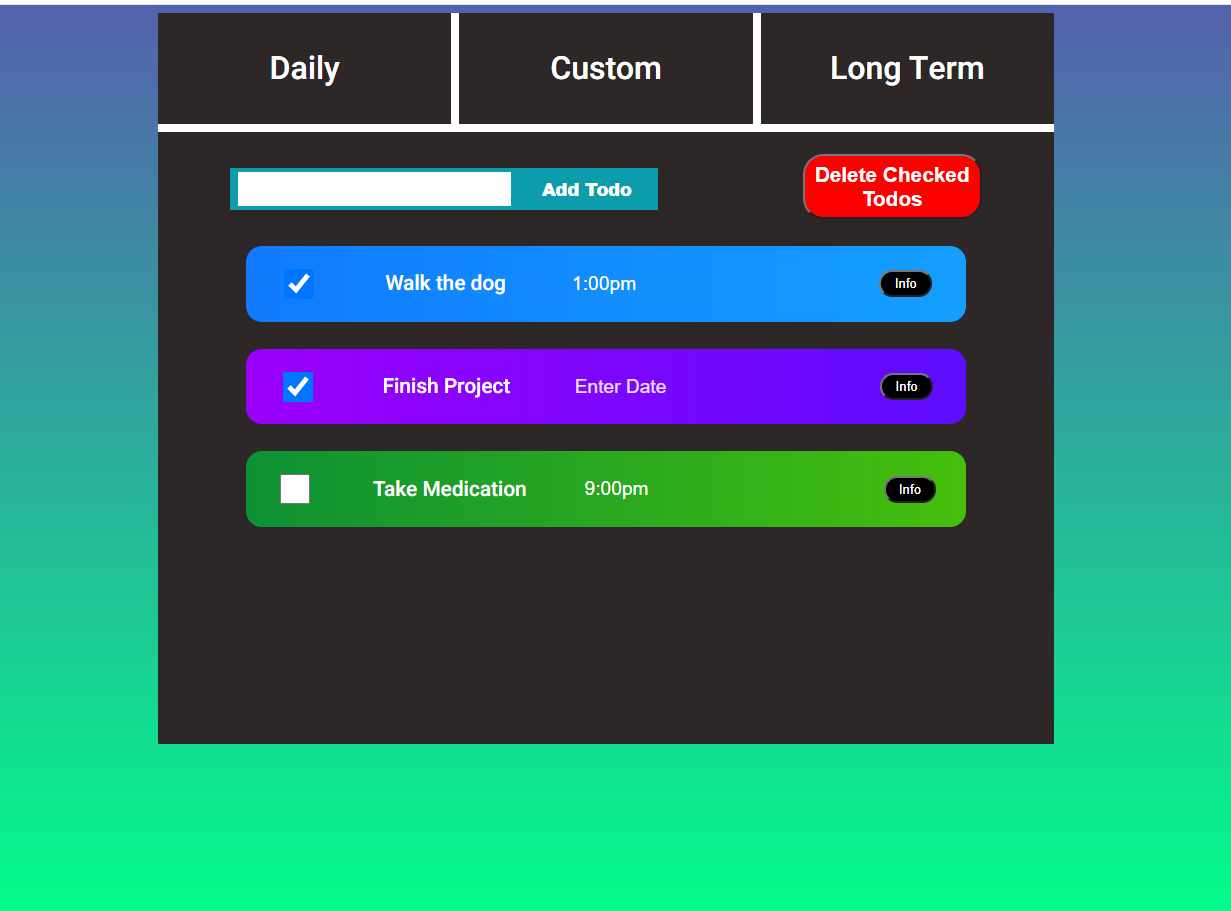 Daily Custom Long Term
Add Todo
Delete Checked
Todos
Walk the dog 1:00pm Info
Finish Project Enter Date Info
Take Medication 9:00pm Info